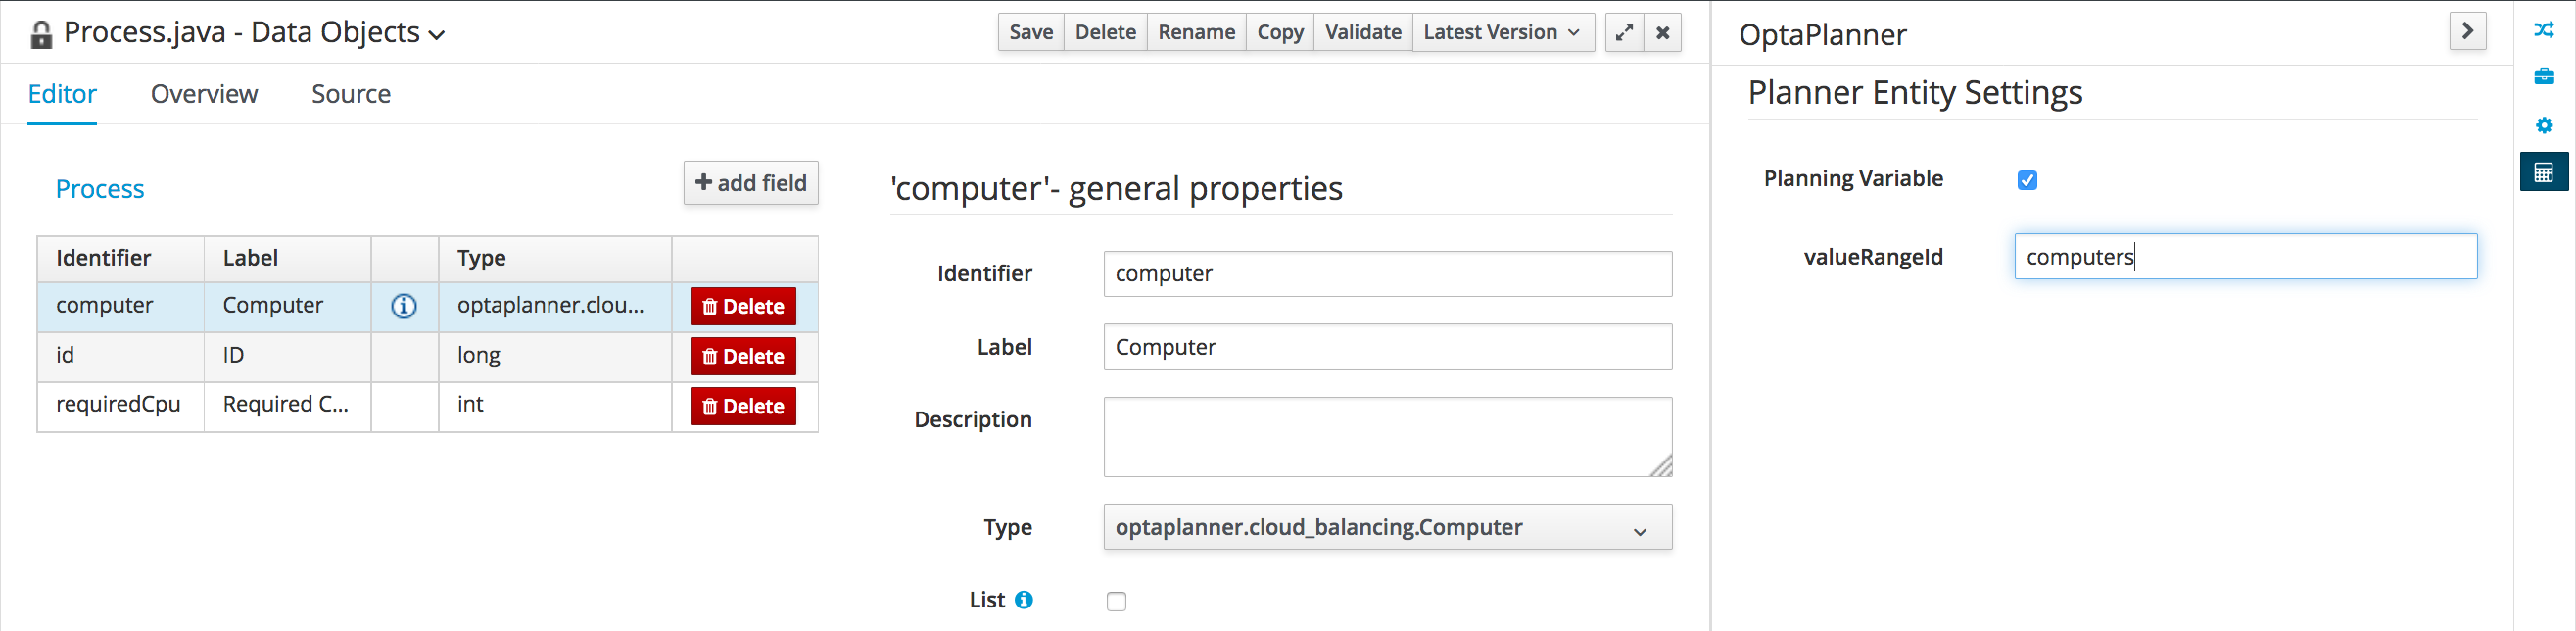 Process.java - Data Objects
Save Delete Rename Copy Validate Latest Version
Editor Overview Source
Process
add field
Identifier Label Type
computer Computer optaplanner.clou... Delete
id ID long Delete
requiredCpu Required C... int Delete
'computer'- general properties
Identifier computer
Label Computer
Description
Type optaplanner.cloud_balancing.Computer
List
OptaPlanner
Planner Entity Settings
Planning Variable
valueRangeId computers